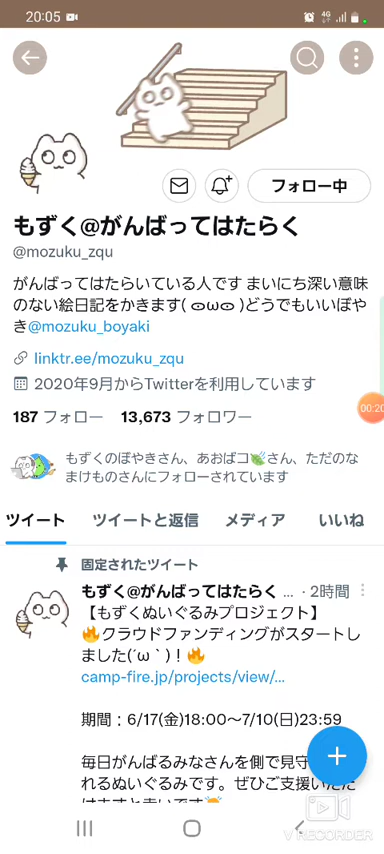 20:05
4G
フォロー中
もずく@がんばってはたらく
@mozuku_zqu
がんばってはたらいている人です まいにち深い意味
のない絵日記をかきます( ᯣωᯣ )どうでもいいぼや
き@mozuku_boyaki
linktr.ee/mozuku_zqu
2020年9月からTwitterを利用しています
187 フォロー 13,673 フォロワー
もずくのぼやきさん、あおばコ🌿さん、ただのな
まけものさんにフォローされています
ツイート ツイートと返信 メディア いいね
固定されたツイート
もずく@がんばってはたらく ... · 2時間
【もずくぬいぐるみプロジェクト】
🔥クラウドファンディングがスタートし
ました(´ω｀)！🔥
camp-fire.jp/projects/view/...
期間：6/17(金)18:00〜7/10(日)23:59
毎日がんばるみなさんを側で見守
れるぬいぐるみです。ぜひご支援いただ
けますと幸いです
00:20
V RECORDER